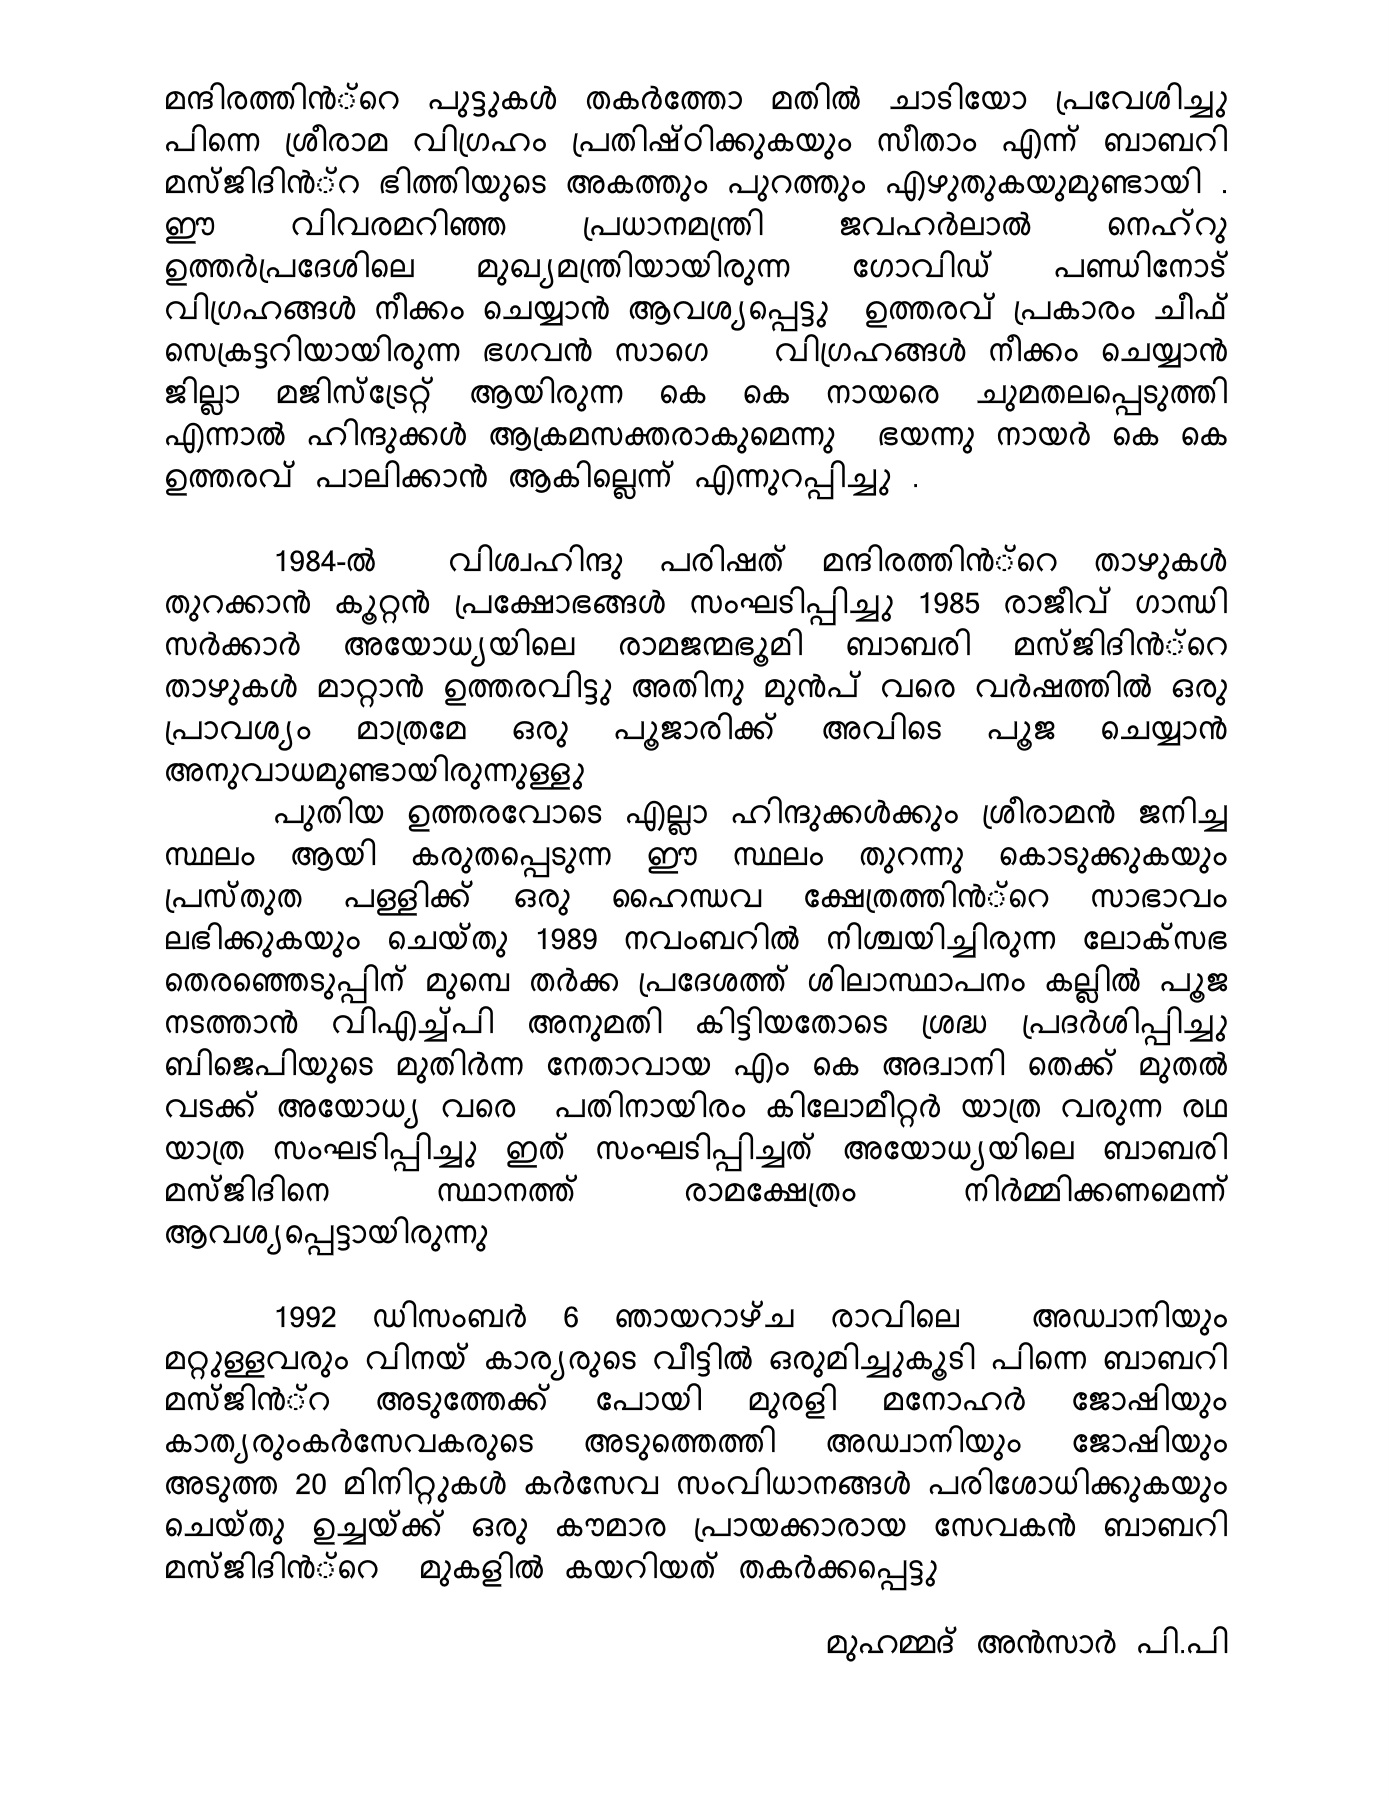 മന്ദിരത്തിൻ്റെ പുട്ടുകൾ തകർത്തോ മതിൽ ചാടിയോ പ്രവേശിച്ചു
പിന്നെ ശ്രീരാമ വിഗ്രഹം പ്രതിഷ്ഠിക്കുകയും സീതാം എന്ന് ബാബറി
മസ്ജിദിൻ്റ ഭിത്തിയുടെ അകത്തും പുറത്തും എഴുതുകയുമുണ്ടായി .
ഈ വിവരമറിഞ്ഞ പ്രധാനമന്ത്രി ജവഹർലാൽ നെഹ്റു
ഉത്തർപ്രദേശിലെ മുഖ്യമന്ത്രിയായിരുന്ന ഗോവിഡ് പണ്ഡിനോട്
വിഗ്രഹങ്ങൾ നീക്കം ചെയ്യാൻ ആവശ്യപ്പെട്ടു ഉത്തരവ് പ്രകാരം ചീഫ്
സെക്രട്ടറിയായിരുന്ന ഭഗവൻ സാഗെ വിഗ്രഹങ്ങൾ നീക്കം ചെയ്യാൻ
ജില്ലാ മജിസ്ട്രേറ്റ് ആയിരുന്ന കെ കെ നായരെ ചുമതലപ്പെടുത്തി
എന്നാൽ ഹിന്ദുക്കൾ ആക്രമസക്തരാകുമെന്നു ഭയന്നു നായർ കെ കെ
ഉത്തരവ് പാലിക്കാൻ ആകില്ലെന്ന് എന്നുറപ്പിച്ചു .
1984-ൽ വിശ്വഹിന്ദു പരിഷത് മന്ദിരത്തിൻ്റെ താഴുകൾ
തുറക്കാൻ കൂറ്റൻ പ്രക്ഷോഭങ്ങൾ സംഘടിപ്പിച്ചു 1985 രാജീവ് ഗാന്ധി
സർക്കാർ അയോധ്യയിലെ രാമജന്മഭൂമി ബാബരി മസ്ജിദിൻ്റെ
താഴുകൾ മാറ്റാൻ ഉത്തരവിട്ടു അതിനു മുൻപ് വരെ വർഷത്തിൽ ഒരു
പ്രാവശ്യം മാത്രമേ ഒരു പൂജാരിക്ക് അവിടെ പൂജ ചെയ്യാൻ
അനുവാധമുണ്ടായിരുന്നുള്ളു
പുതിയ ഉത്തരവോടെ എല്ലാ ഹിന്ദുക്കൾക്കും ശ്രീരാമൻ ജനിച്ച
സ്ഥലം ആയി കരുതപ്പെടുന്ന ഈ സ്ഥലം തുറന്നു കൊടുക്കുകയും
പ്രസ്തുത പള്ളിക്ക് ഒരു ഹൈന്ധവ ക്ഷേത്രത്തിൻ്റെ സാഭാവം
ലഭിക്കുകയും ചെയ്തു 1989 നവംബറിൽ നിശ്ചയിച്ചിരുന്ന ലോക്സഭ
തെരഞ്ഞെടുപ്പിന് മുമ്പെ തർക്ക പ്രദേശത്ത് ശിലാസ്ഥാപനം കല്ലിൽ പൂജ
നടത്താൻ വിഎച്ച്പി അനുമതി കിട്ടിയതോടെ ശ്രദ്ധ പ്രദർശിപ്പിച്ചു
ബിജെപിയുടെ മുതിർന്ന നേതാവായ എം കെ അദ്വാനി തെക്ക് മുതൽ
വടക്ക് അയോധ്യ വരെ പതിനായിരം കിലോമീറ്റർ യാത്ര വരുന്ന രഥ
യാത്ര സംഘടിപ്പിച്ചു ഇത് സംഘടിപ്പിച്ചത് അയോധ്യയിലെ ബാബരി
മസ്ജിദിനെ സ്ഥാനത്ത് രാമക്ഷേത്രം നിർമ്മിക്കണമെന്ന്
ആവശ്യപ്പെട്ടായിരുന്നു
1992 ഡിസംബർ 6 ഞായറാഴ്ച രാവിലെ അഡ്വാനിയും
മറ്റുള്ളവരും വിനയ് കാര്യരുടെ വീട്ടിൽ ഒരുമിച്ചുകൂടി പിന്നെ ബാബറി
മസ്ജിൻ്റ അടുത്തേക്ക് പോയി മുരളി മനോഹർ ജോഷിയും
കാത്യരുംകർസേവകരുടെ അടുത്തെത്തി അഡ്വാനിയും ജോഷിയും
അടുത്ത 20 മിനിറ്റുകൾ കർസേവ സംവിധാനങ്ങൾ പരിശോധിക്കുകയും
ചെയ്തു ഉച്ചയ്ക്ക് ഒരു കൗമാര പ്രായക്കാരായ സേവകൻ ബാബറി
മസ്ജിദിൻ്റെ മുകളിൽ കയറിയത് തകർക്കപ്പെട്ടു
മുഹമ്മദ് അൻസാർ പി.പി